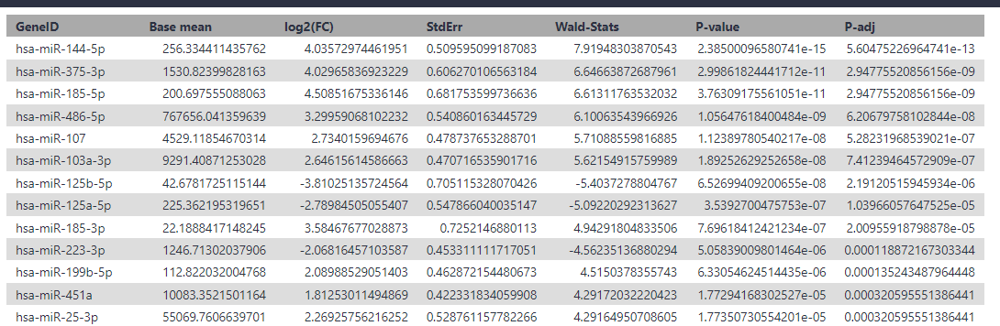 GeneID Base mean log2(FC) StdErr Wald-Stats P-value P-adj
hsa-miR-144-5p 256.334411435762 4.03572974461951 0.509595099187083 7.91948303870543 2.38500096580741e-15 5.60475226964741e-13
hsa-miR-375-3p 1530.82399828163 4.02965836923229 0.606270106563184 6.64663872687961 2.99861824441712e-11 2.94775520856156e-09
hsa-miR-185-5p 200.697555088063 4.50851675336146 0.681753599736636 6.61311763532032 3.76309175561051e-11 2.94775520856156e-09
hsa-miR-486-5p 767656.041359639 3.29959068102232 0.540860163445729 6.10063543966926 1.05647618400484e-09 6.20679758102844e-08
hsa-miR-107 4529.11854670314 2.7340159694676 0.478737653288701 5.71088559816885 1.12389780540217e-08 5.28231968539021e-07
hsa-miR-103a-3p 9291.40871253028 2.64615614586663 0.470716535901716 5.62154915759989 1.89252629252658e-08 7.41239464572909e-07
hsa-miR-125b-5p 42.6781725115144 -3.81025135724564 0.705115328070426 -5.4037278804767 6.52699409200655e-08 2.19120515945934e-06
hsa-miR-125a-5p 225.362195319651 -2.78984505055407 0.547866040035147 -5.09220292313627 3.5392700475753e-07 1.03966057647525e-05
hsa-miR-185-3p 22.1888417148245 3.58467677028873 0.7252146880113 4.94291804833506 7.69618412421234e-07 2.00955918798878e-05
hsa-miR-223-3p 1246.71302037906 -2.06816457103587 0.453311111717051 -4.56235136880294 5.05839009801464e-06 0.000118872167303344
hsa-miR-199b-5p 112.822032004768 2.08988529051403 0.462872154480673 4.5150378355743 6.33054624514435e-06 0.000135243487964448
hsa-miR-451a 10083.3521501164 1.81253011494869 0.422331834059908 4.29172032220423 1.77294168302527e-05 0.000320595551386441
hsa-miR-25-3p 55069.7606639701 2.26925756216252 0.528761157782266 4.29164950708605 1.77350730554201e-05 0.000320595551386441